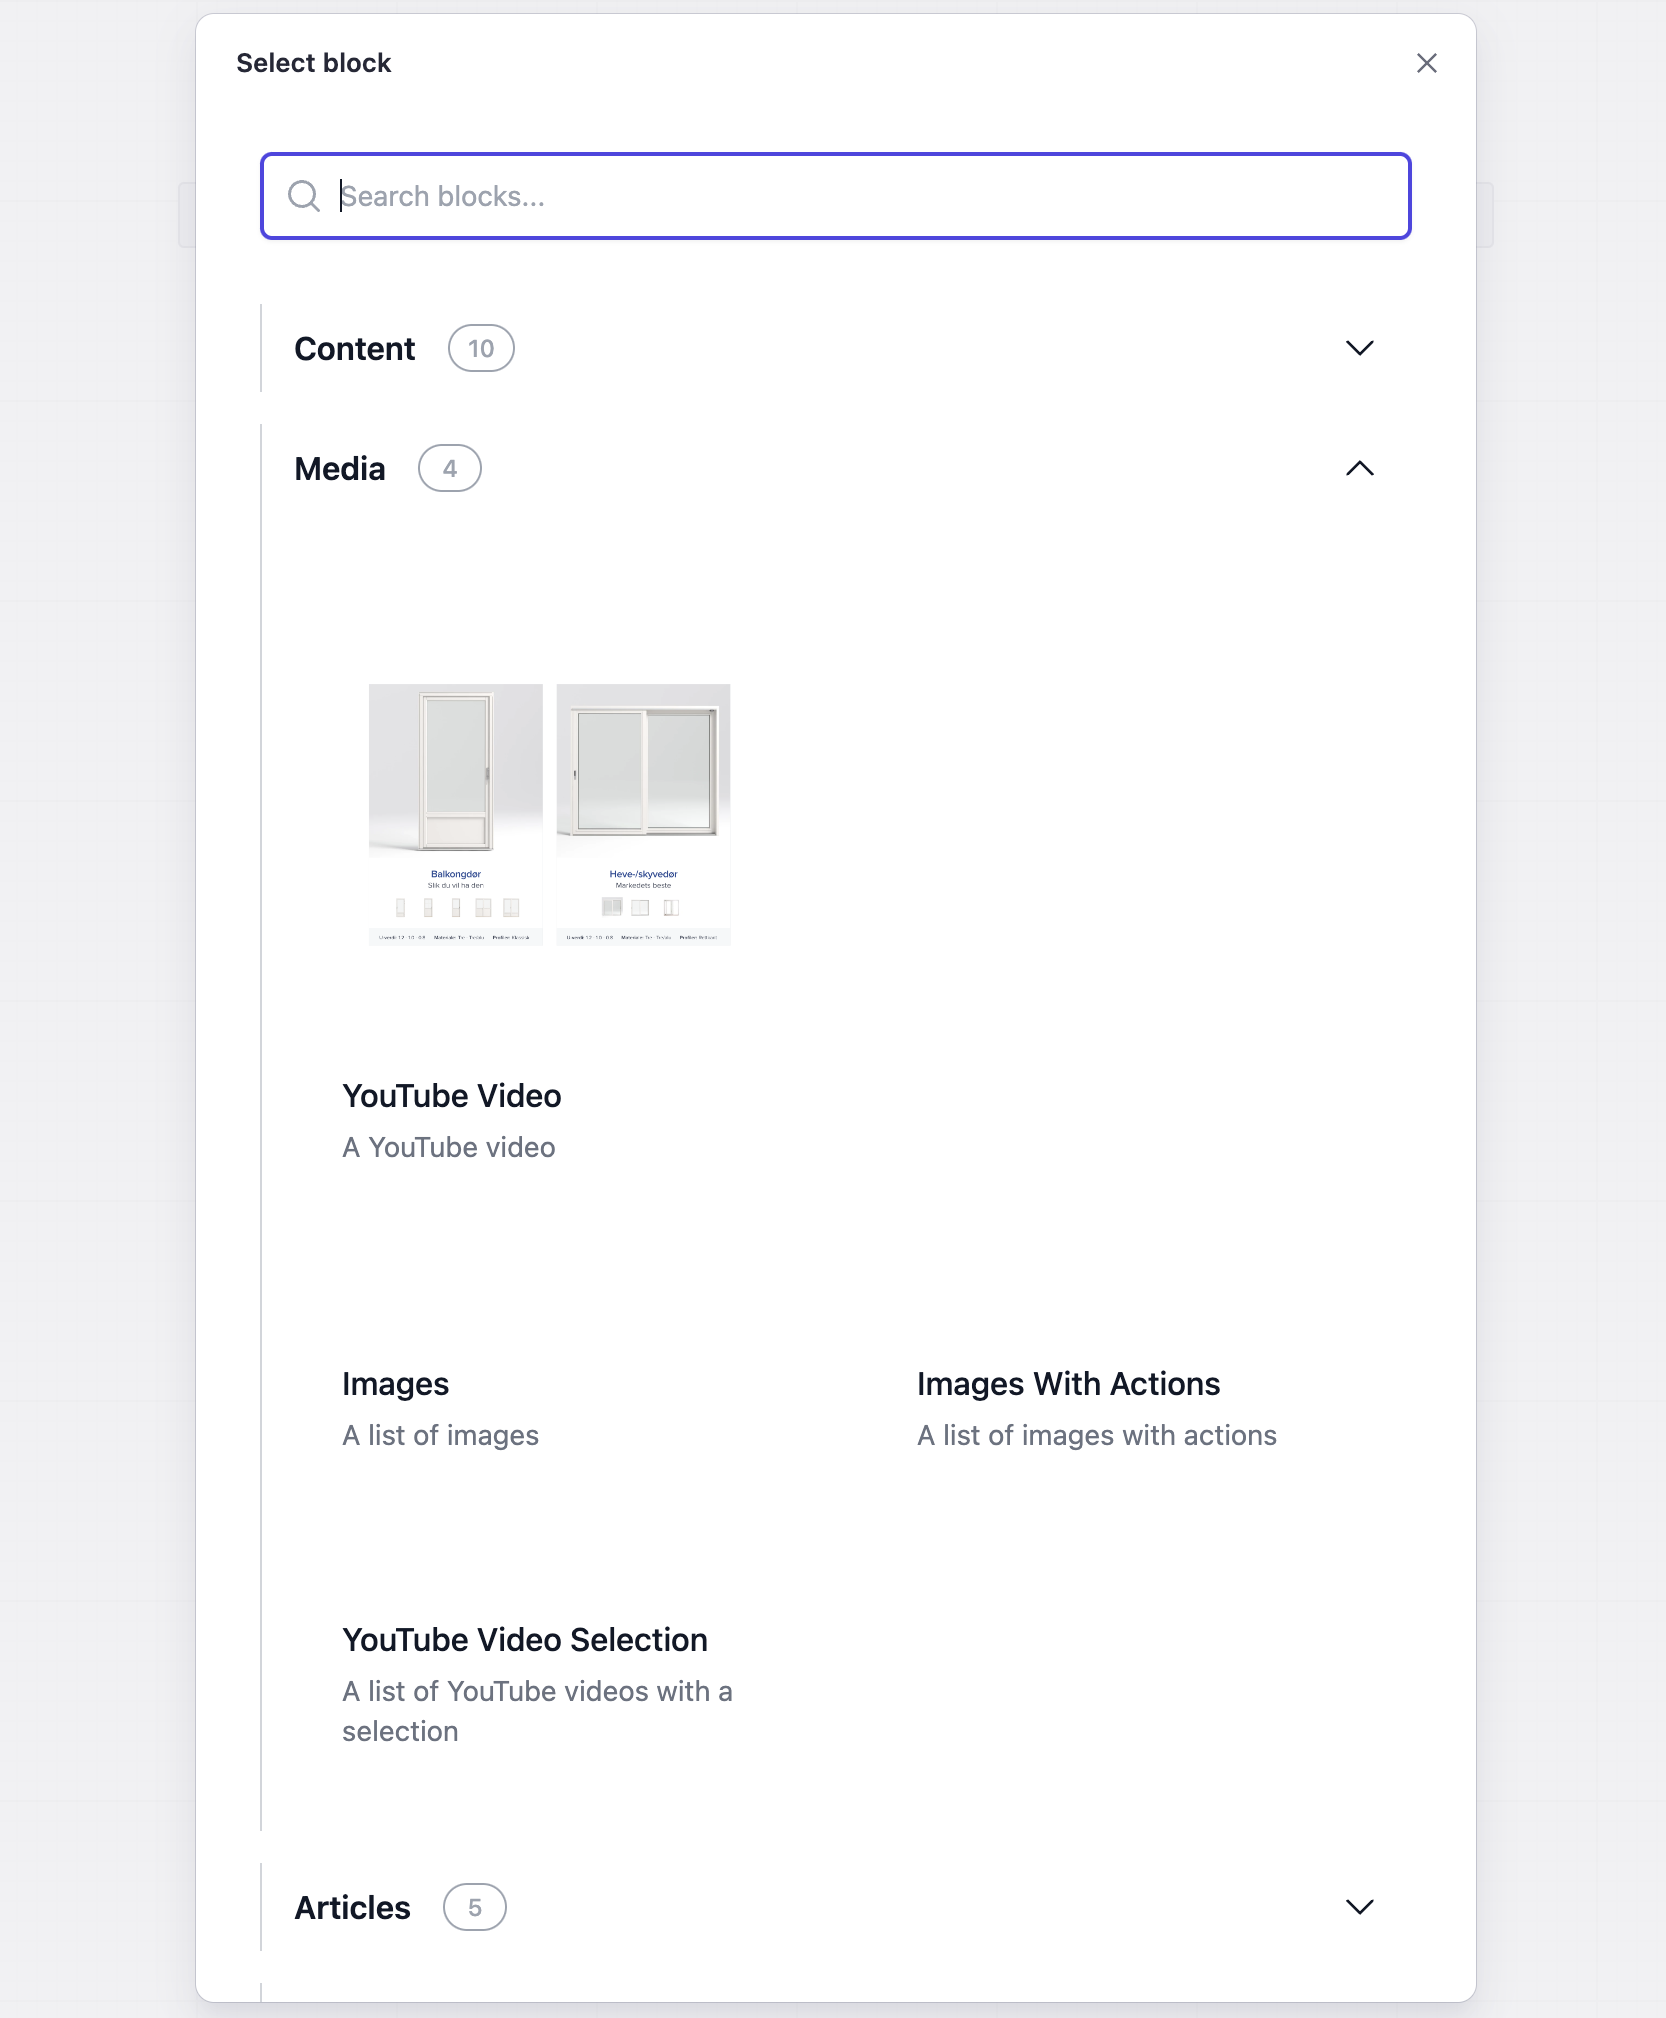 Select block
Search blocks...
Content 10
Media 4
Balkongdør
Slik du vil ha den
Heve-/skyvedør
Markedets beste
YouTube Video
A YouTube video
Images
A list of images
Images With Actions
A list of images with actions
YouTube Video Selection
A list of YouTube videos with a
selection
Articles 5